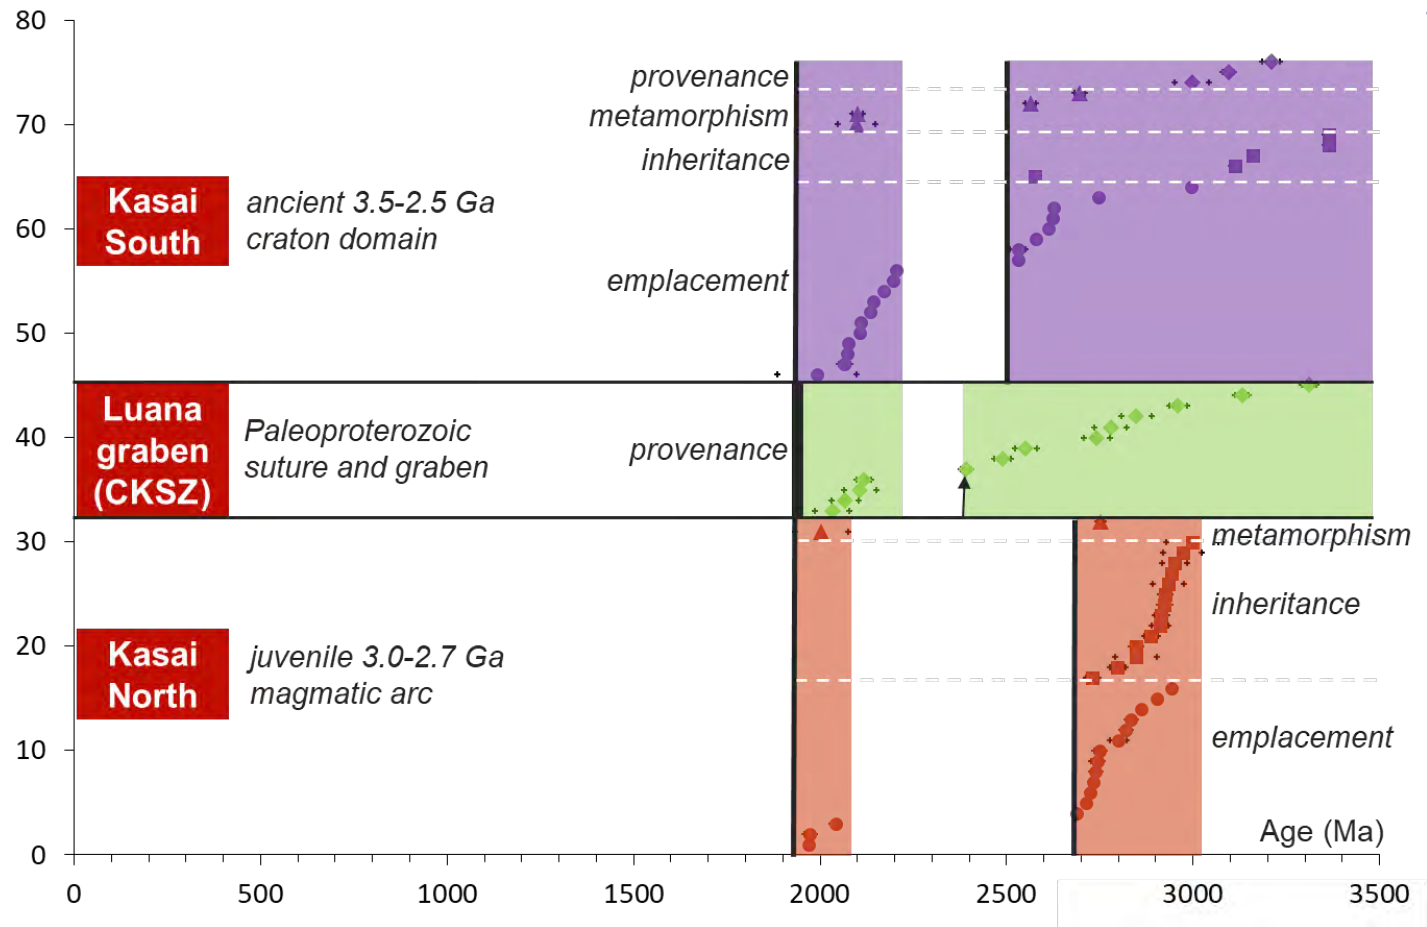 80
70
60
50
40
30
20
10
0
provenance
metamorphism
inheritance
emplacement
Kasai
South
ancient 3.5-2.5 Ga
craton domain
Luana
graben
(CKSZ)
Paleoproterozoic
suture and graben
provenance
Kasai
North
juvenile 3.0-2.7 Ga
magmatic arc
metamorphism
inheritance
emplacement
Age (Ma)
0
500
1000
1500
2000
2500
3000
3500